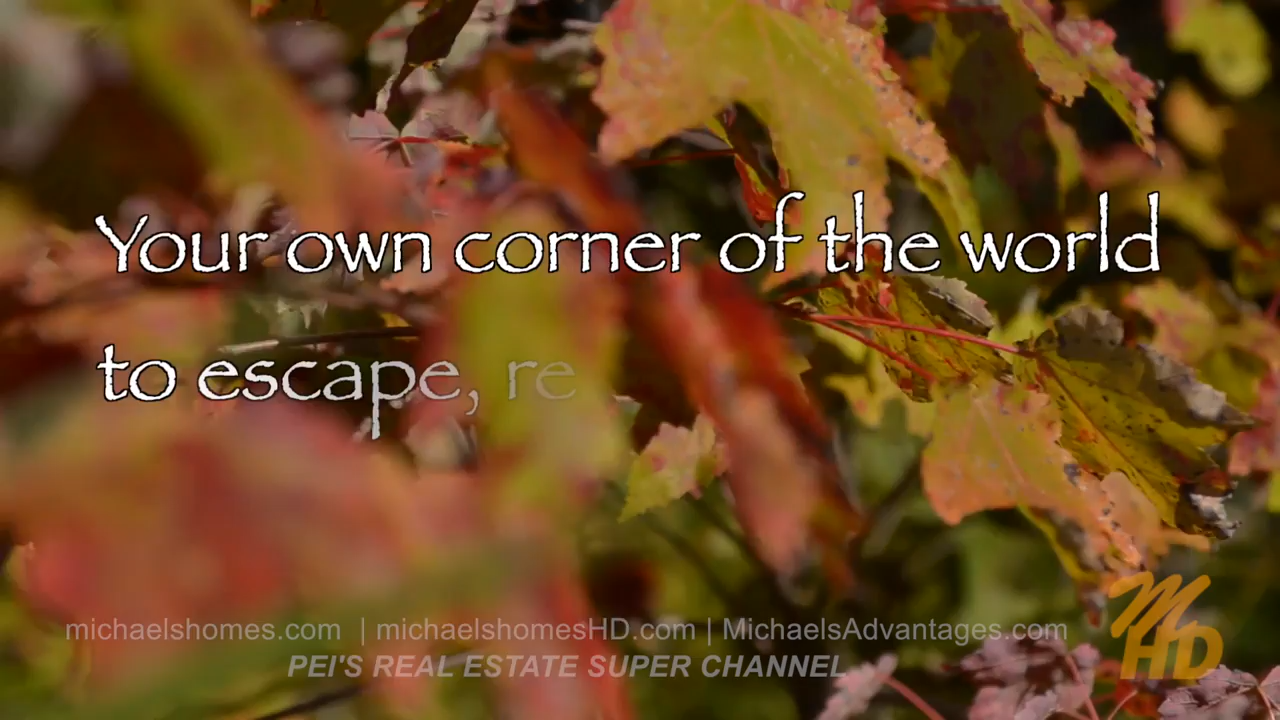 Your own corner of the world
to escape, re
michaelshomes.com | michaelshomesHD.com | MichaelsAdvantages.com
PEI'S REAL ESTATE SUPER CHANNEL
MHD